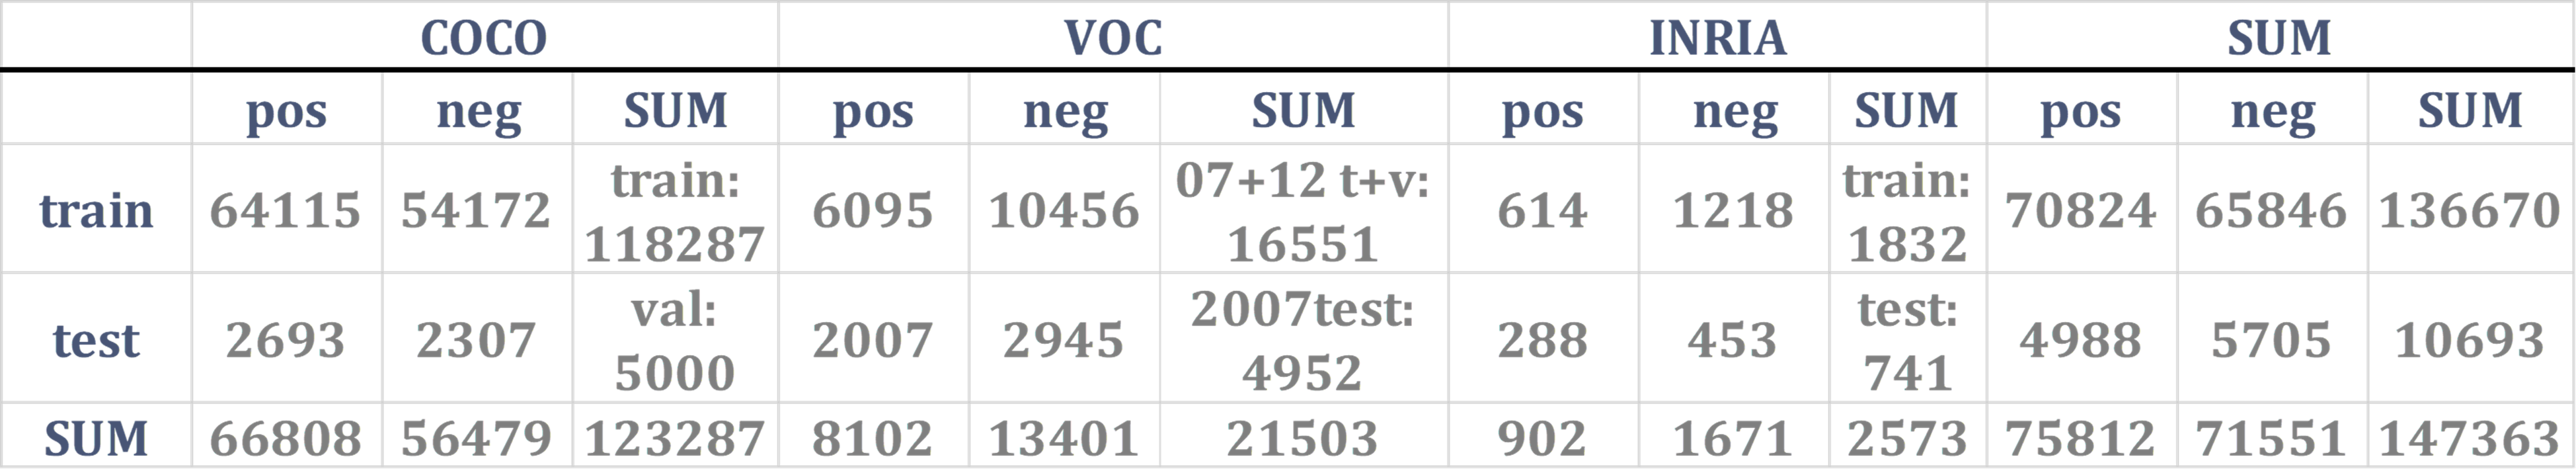 COCO VOC INRIA SUM
pos neg SUM pos neg SUM pos neg SUM pos neg SUM
train 64115 54172 train: 118287 6095 10456 07+12 t+v: 16551 614 1218 train: 1832 70824 65846 136670
test 2693 2307 val: 5000 2007 2945 2007test: 4952 288 453 test: 741 4988 5705 10693
SUM 66808 56479 123287 8102 13401 21503 902 1671 2573 75812 71551 147363